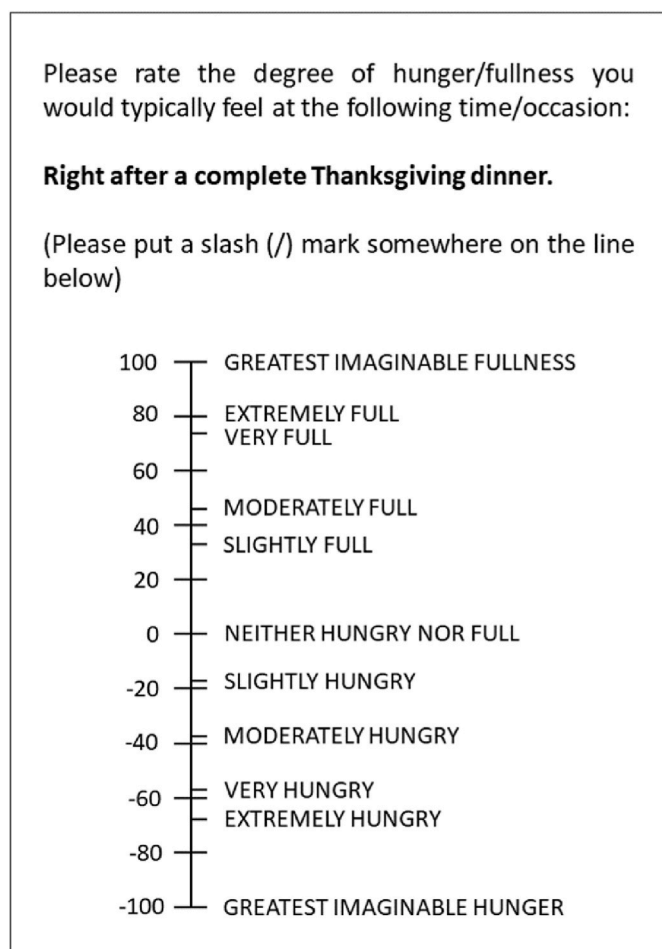 Please rate the degree of hunger/fullness you
would typically feel at the following time/occasion:
Right after a complete Thanksgiving dinner.
(Please put a slash (/) mark somewhere on the line
below)
100 GREATEST IMAGINABLE FULLNESS
80 EXTREMELY FULL
VERY FULL
60
MODERATELY FULL
40
SLIGHTLY FULL
20
0 NEITHER HUNGRY NOR FULL
SLIGHTLY HUNGRY
-20
MODERATELY HUNGRY
-40
VERY HUNGRY
-60
EXTREMELY HUNGRY
-80
-100 GREATEST IMAGINABLE HUNGER